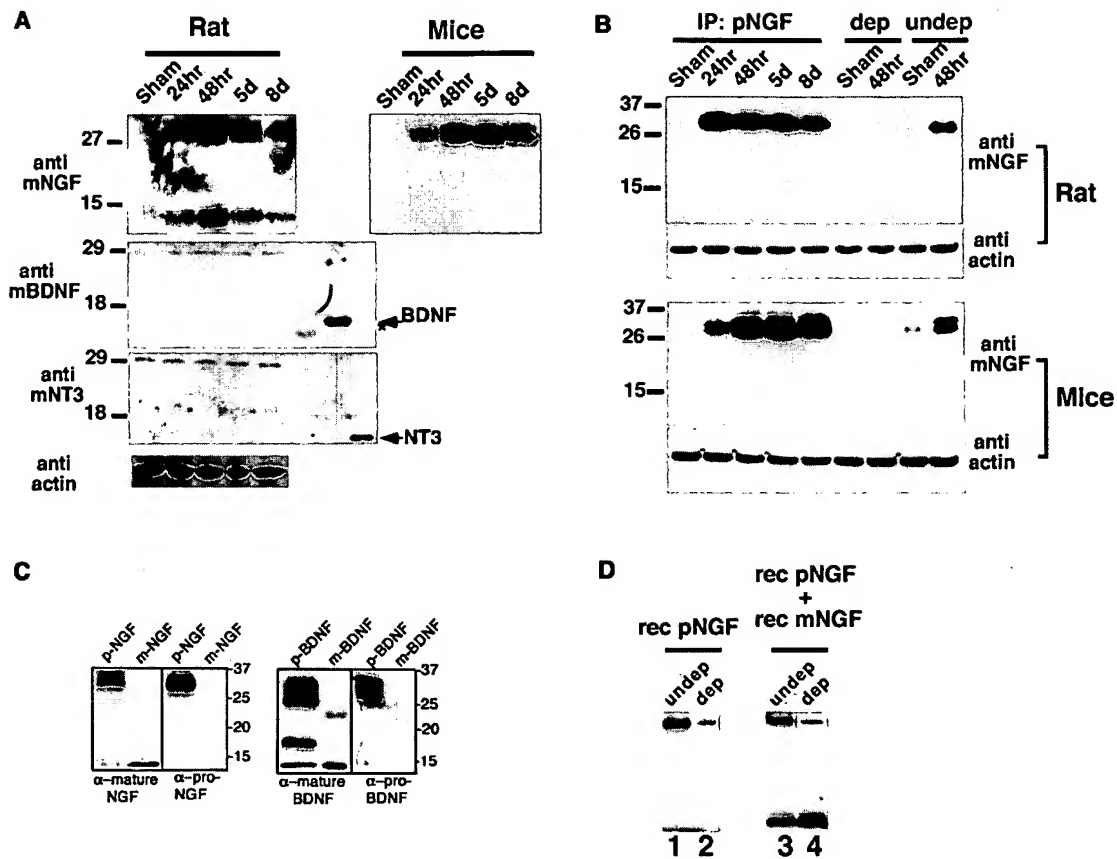 A
Rat
Mice
Sham
24hr
48hr
5d
8d
Sham
24hr
48hr
5d
8d
27
15
anti
mNGF
29
18
anti
mBDNF
BDNF
29
18
anti
mNT3
NT3
anti
actin
B
IP: pNGF
dep
undep
Sham
24hr
48hr
5d
8d
Sham
48hr
Sham
48hr
37
26
15
anti
mNGF
anti
actin
Rat
37
26
15
anti
mNGF
anti
actin
Mice
C
p-NGF
m-NGF
p-NGF
m-NGF
37
25
20
15
α–mature
NGF
α–pro-
NGF
p-BDNF
m-BDNF
p-BDNF
m-BDNF
37
25
20
15
α–mature
BDNF
α–pro-
BDNF
D
rec pNGF
rec pNGF
+
rec mNGF
undep
dep
undep
dep
1 2
3 4